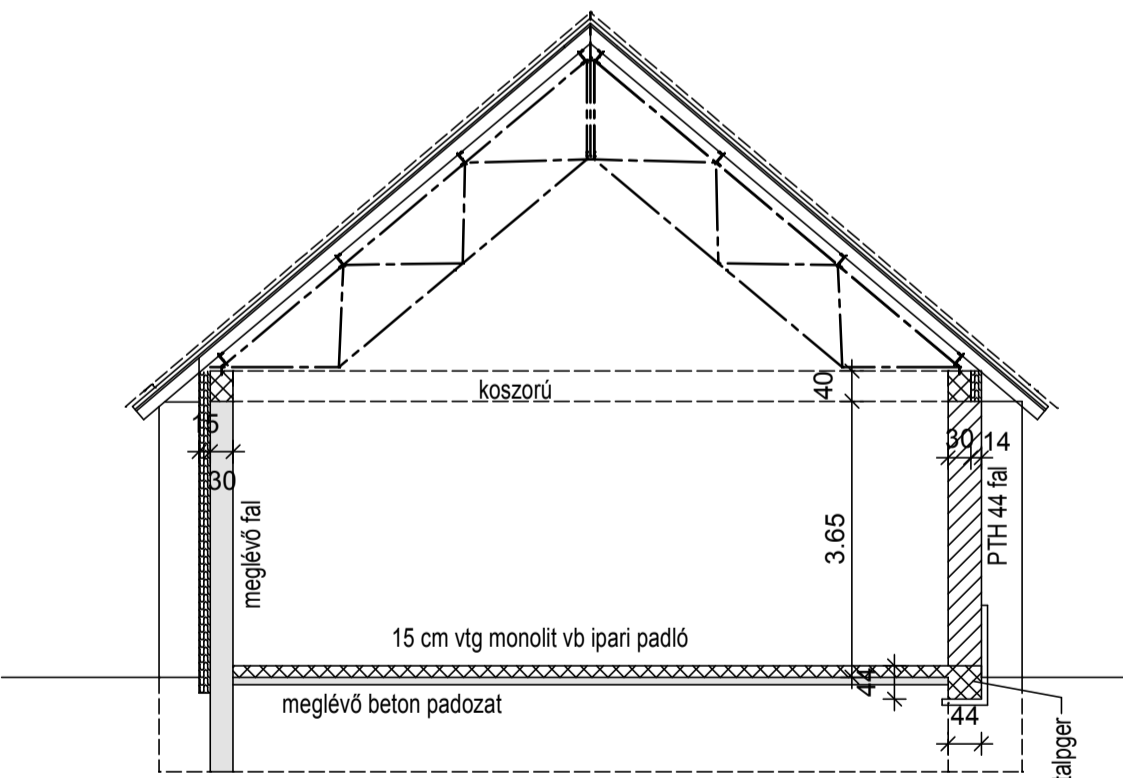 koszorú
40
15
30
30
14
meglévő fal
3.65
PTH 44 fal
15 cm vtg monolit vb ipari padló
44
meglévő beton padozat
44
talpger